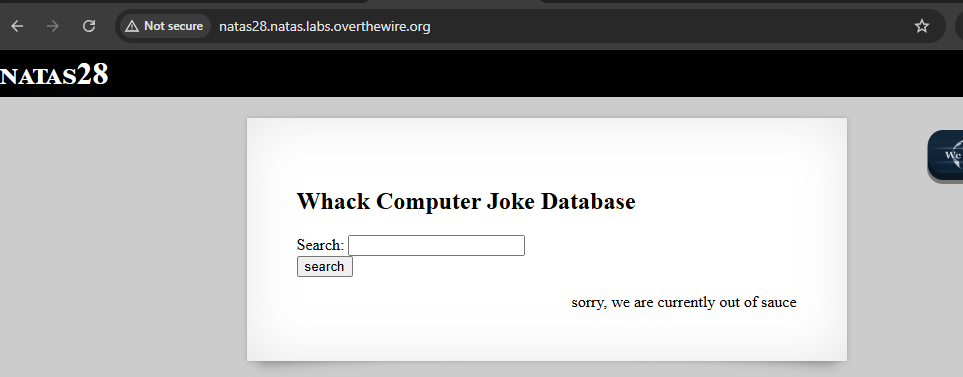 Not secure natas28.natas.labs.overthewire.org
NATAS28
We
Whack Computer Joke Database
Search:
search
sorry, we are currently out of sauce